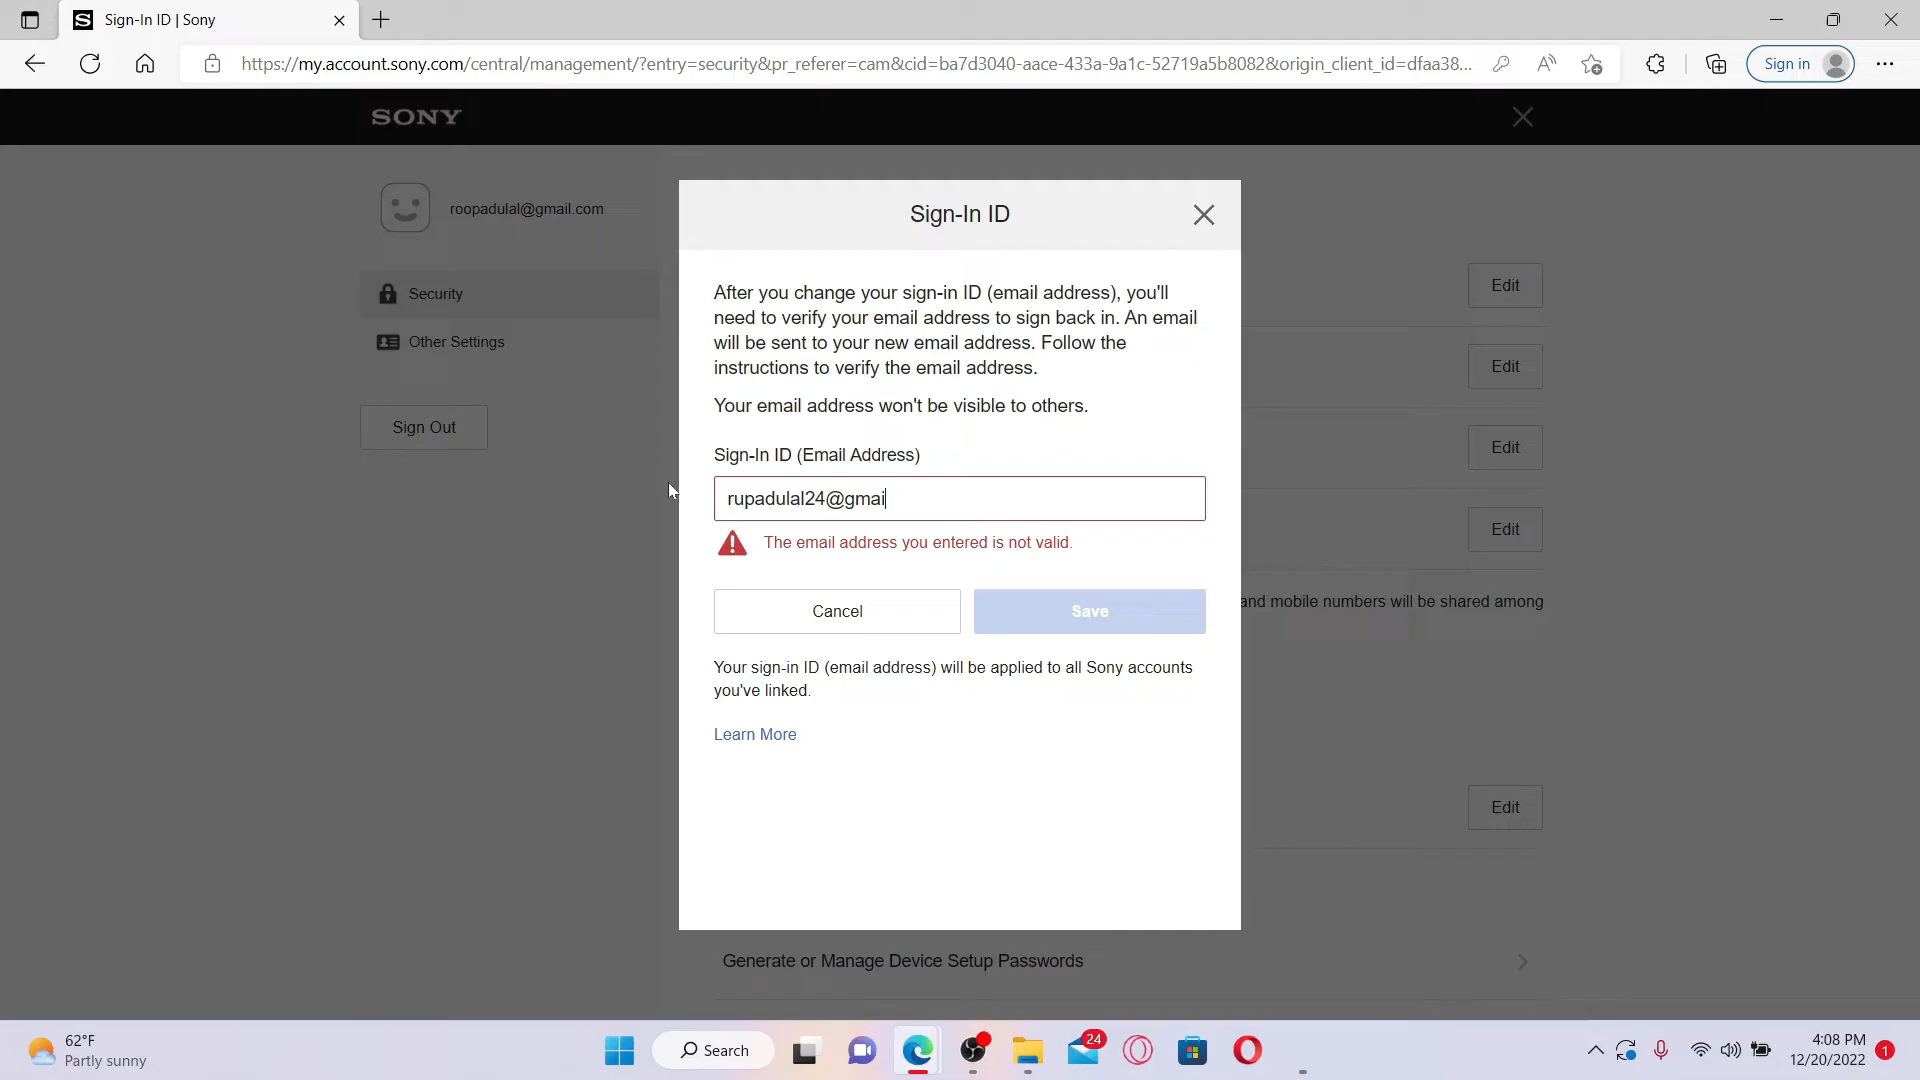 Sign-In ID | Sony
https://my.account.sony.com/central/management/?entry=security&pr_referer=cam&cid=ba7d3040-aace-433a-9a1c-52719a5b8082&origin_client_id=dfaa38...
Sign in
SONY
roopadulal@gmail.com
Security
Other Settings
Sign Out
Sign-In ID
After you change your sign-in ID (email address), you'll
need to verify your email address to sign back in. An email
will be sent to your new email address. Follow the
instructions to verify the email address.
Your email address won't be visible to others.
Sign-In ID (Email Address)
rupadulal24@gmai
The email address you entered is not valid.
Cancel
Save
Your sign-in ID (email address) will be applied to all Sony accounts
you've linked.
Learn More
Edit
Edit
Edit
Edit
and mobile numbers will be shared among
Edit
Generate or Manage Device Setup Passwords
62°F
Partly sunny
Search
24
4:08 PM
12/20/2022
1